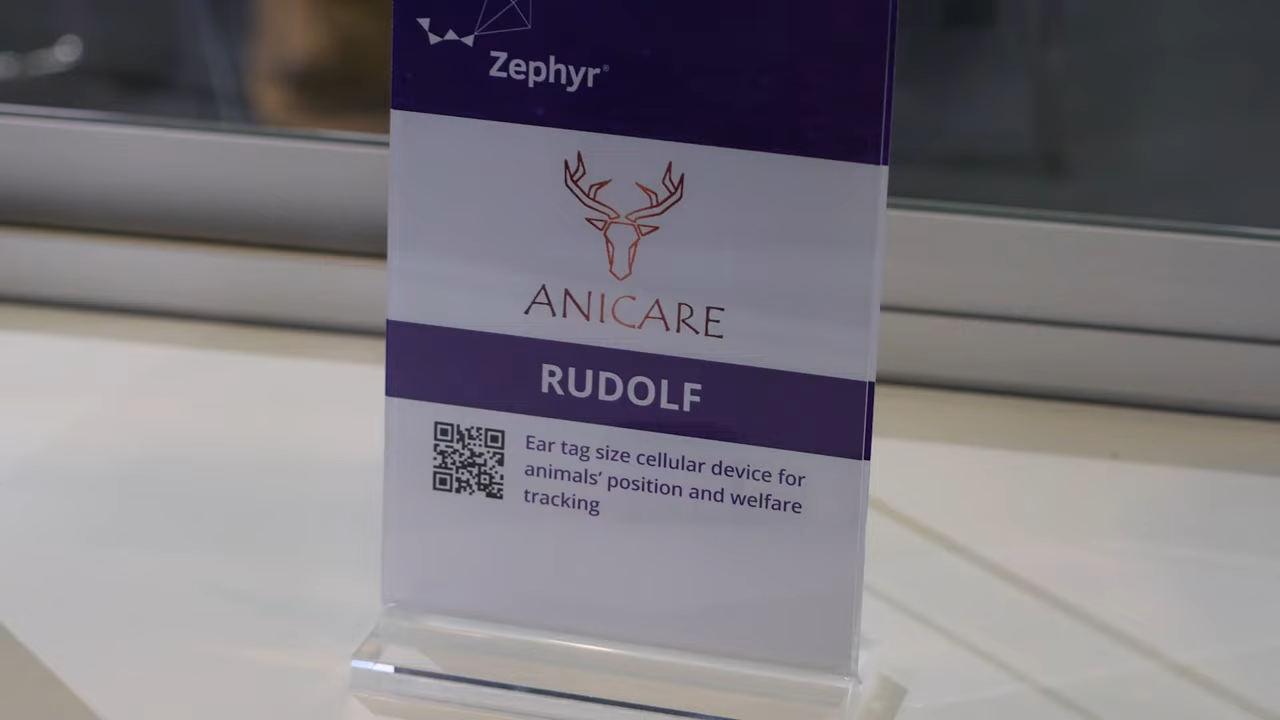 Zephyr®
ANICARE
RUDOLF
Ear tag size cellular device for
animals’ position and welfare
tracking